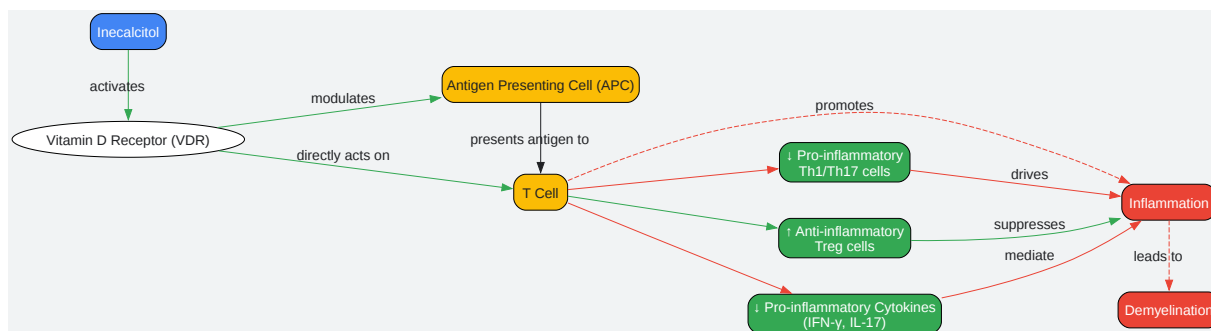 Inecalcitol
activates
Vitamin D Receptor (VDR)
modulates
directly acts on
Antigen Presenting Cell (APC)
presents antigen to
T Cell
promotes
↓ Pro-inflammatory
Th1/Th17 cells
drives
↑ Anti-inflammatory
Treg cells
suppresses
↓ Pro-inflammatory Cytokines
(IFN-γ, IL-17)
mediate
Inflammation
leads to
Demyelination